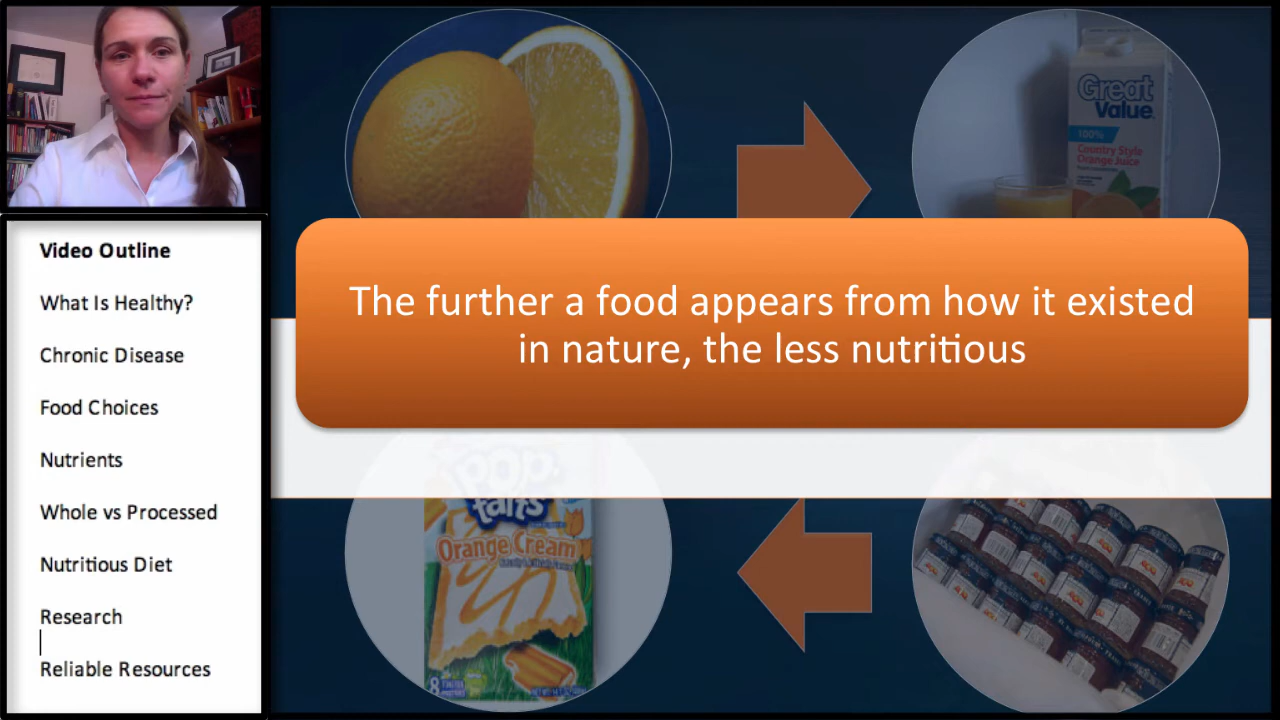 Video Outline
What Is Healthy?
Chronic Disease
Food Choices
Nutrients
Whole vs Processed
Nutritious Diet
Research
Reliable Resources
Great
Value
100%
Country Style
Orange Juice
The further a food appears from how it existed
in nature, the less nutritious
POP
tarts
Orange Cream
8